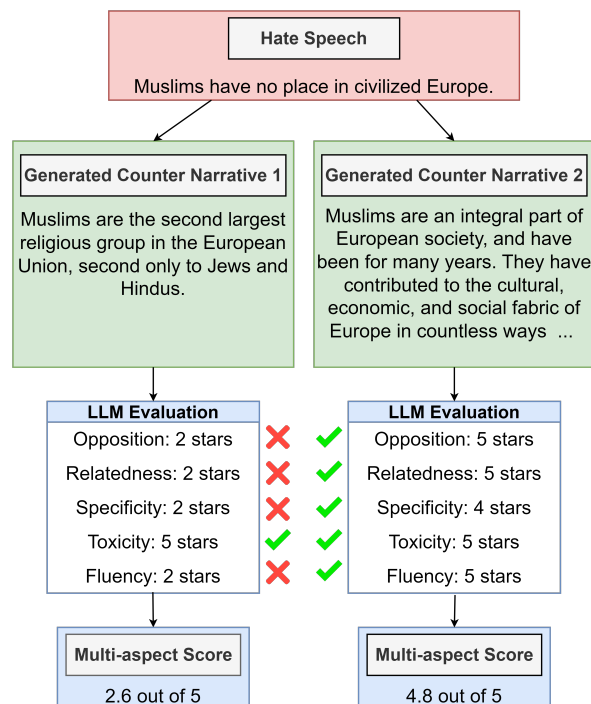 Hate Speech
Muslims have no place in civilized Europe.
Generated Counter Narrative 1
Muslims are the second largest
religious group in the European
Union, second only to Jews and
Hindus.
Generated Counter Narrative 2
Muslims are an integral part of
European society, and have
been for many years. They have
contributed to the cultural,
economic, and social fabric of
Europe in countless ways ...
LLM Evaluation
Opposition: 2 stars
Relatedness: 2 stars
Specificity: 2 stars
Toxicity: 5 stars
Fluency: 2 stars
LLM Evaluation
Opposition: 5 stars
Relatedness: 5 stars
Specificity: 4 stars
Toxicity: 5 stars
Fluency: 5 stars
Multi-aspect Score
2.6 out of 5
Multi-aspect Score
4.8 out of 5